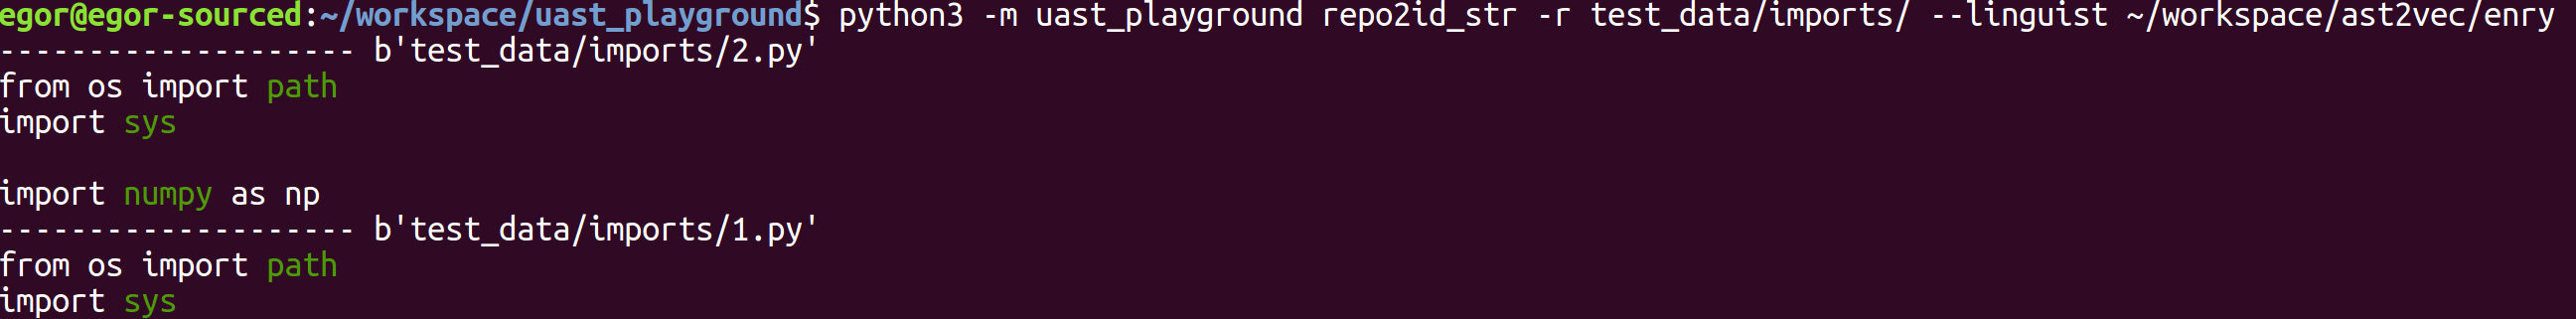 egor@egor-sourced:~/workspace/uast_playground$ python3 -m uast_playground repo2id_str -r test_data/imports/ --linguist ~/workspace/ast2vec/enry
-------------------- b'test_data/imports/2.py'
from os import path
import sys
import numpy as np
-------------------- b'test_data/imports/1.py'
from os import path
import sys